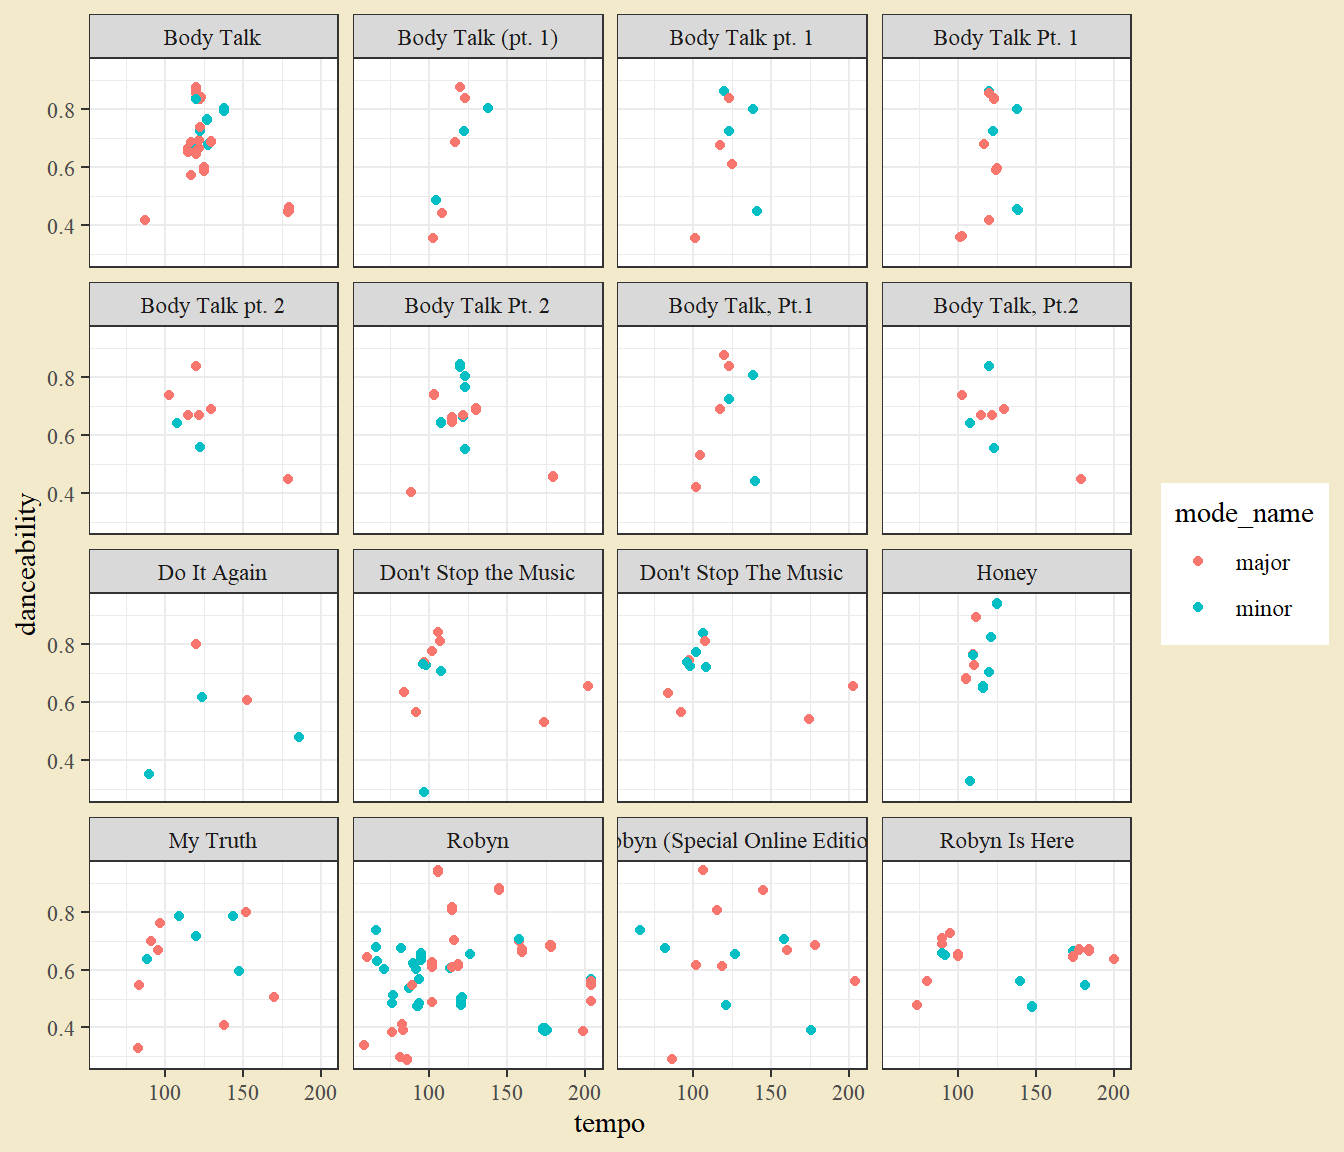 Body Talk
Body Talk (pt. 1)
Body Talk pt. 1
Body Talk Pt. 1
0.8
0.6
0.4
Body Talk pt. 2
Body Talk Pt. 2
Body Talk, Pt.1
Body Talk, Pt.2
0.8
0.6
0.4
danceability
mode_name
major
minor
Do It Again
Don't Stop the Music
Don't Stop The Music
Honey
0.8
0.6
0.4
My Truth
Robyn
obyn (Special Online Editio
Robyn Is Here
0.8
0.6
0.4
100 150 200
100 150 200
100 150 200
100 150 200
tempo